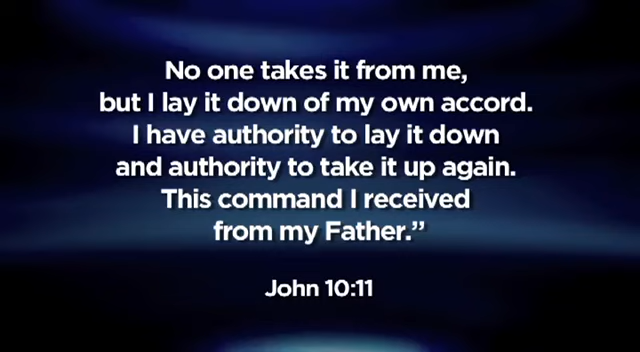 No one takes it from me,
but I lay it down of my own accord.
I have authority to lay it down
and authority to take it up again.
This command I received
from my Father.”
John 10:11